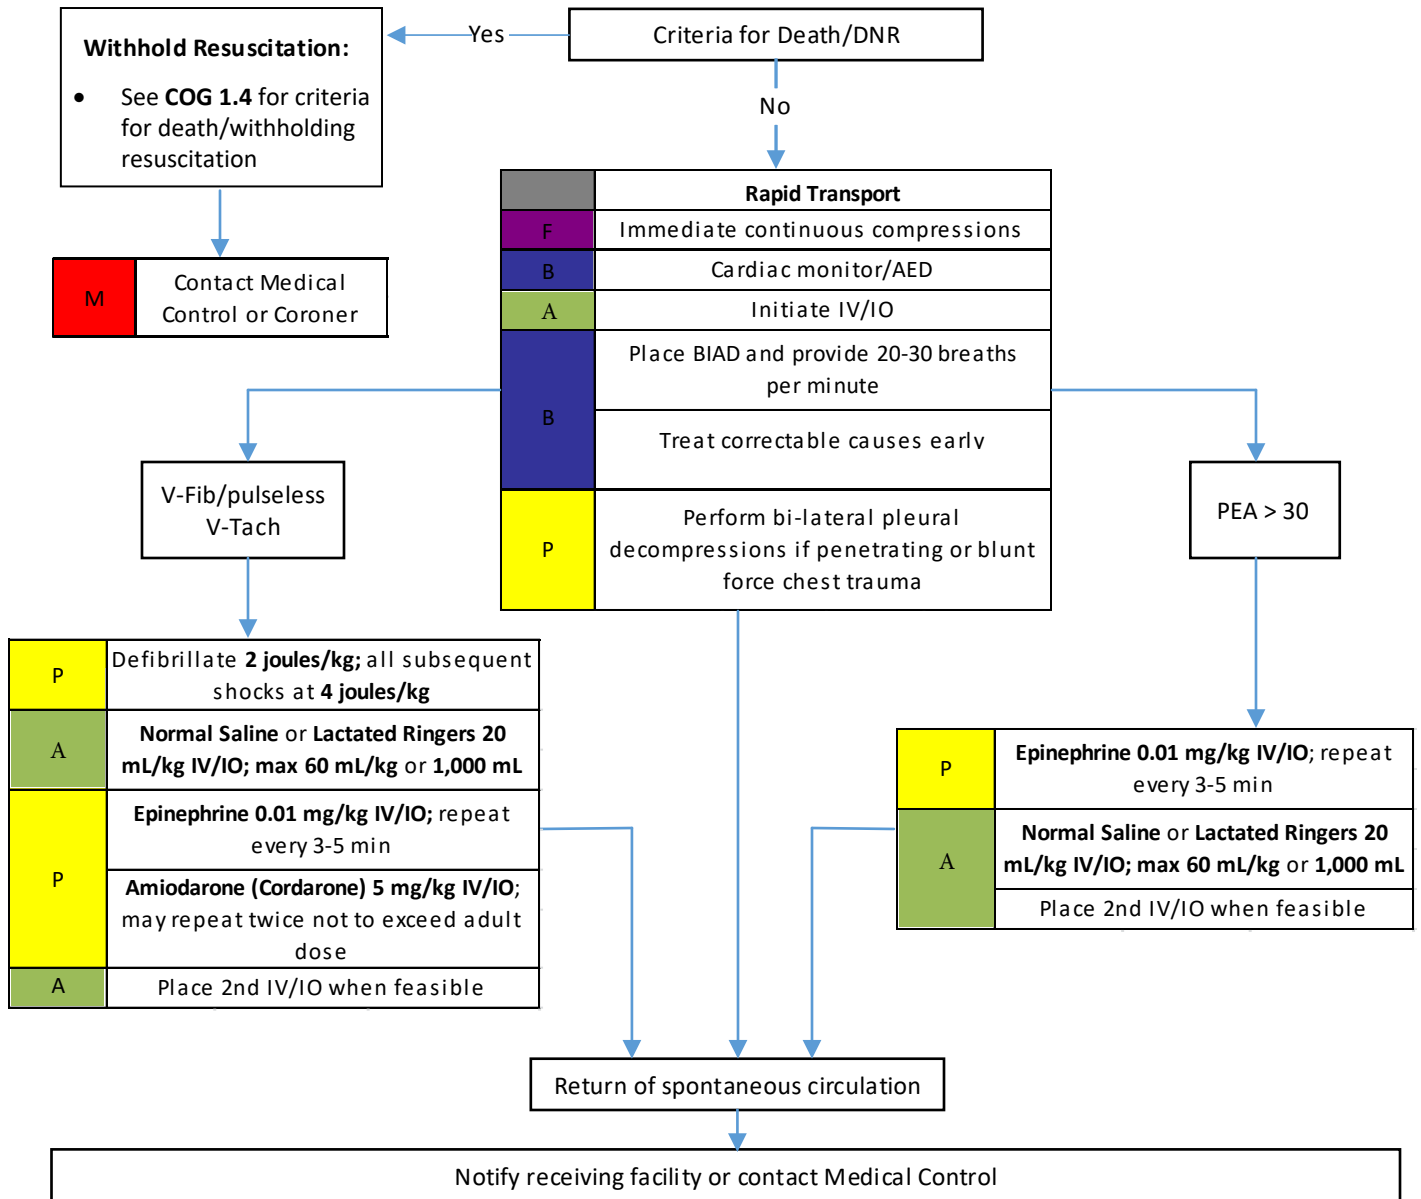 Criteria for Death/DNR
Yes
No
Withhold Resuscitation:
• See COG 1.4 for criteria
for death/withholding
resuscitation
M
Contact Medical
Control or Coroner
Rapid Transport
F
Immediate continuous compressions
B
Cardiac monitor/AED
A
Initiate IV/IO
B
Place BIAD and provide 20-30 breaths
per minute
Treat correctable causes early
P
Perform bi-lateral pleural
decompressions if penetrating or blunt
force chest trauma
V-Fib/pulseless
V-Tach
P
Defibrillate 2 joules/kg; all subsequent
shocks at 4 joules/kg
A
Normal Saline or Lactated Ringers 20
mL/kg IV/IO; max 60 mL/kg or 1,000 mL
P
Epinephrine 0.01 mg/kg IV/IO; repeat
every 3-5 min
Amiodarone (Cordarone) 5 mg/kg IV/IO;
may repeat twice not to exceed adult
dose
A
Place 2nd IV/IO when feasible
PEA > 30
P
Epinephrine 0.01 mg/kg IV/IO; repeat
every 3-5 min
A
Normal Saline or Lactated Ringers 20
mL/kg IV/IO; max 60 mL/kg or 1,000 mL
Place 2nd IV/IO when feasible
Return of spontaneous circulation
Notify receiving facility or contact Medical Control